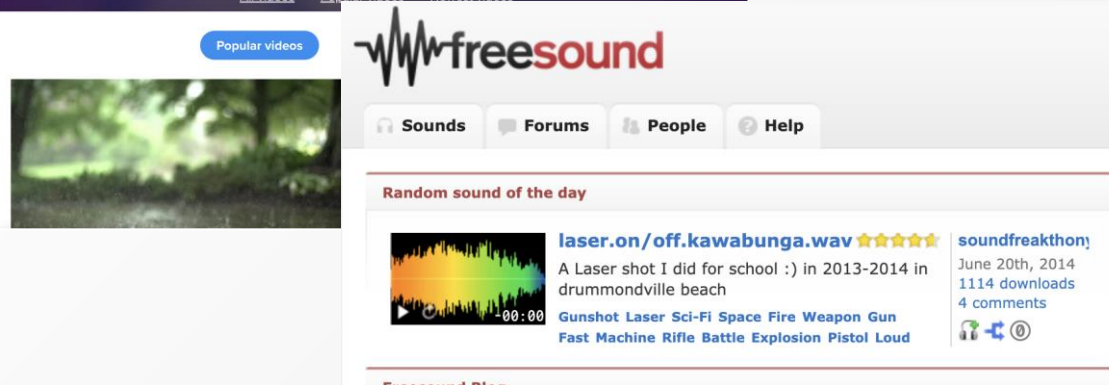 Popular videos
freesound
Sounds
Forums
People
Help
Random sound of the day
laser.on/off.kawabunga.wav
A Laser shot I did for school :) in 2013-2014 in
drummondville beach
Gunshot Laser Sci-Fi Space Fire Weapon Gun
Fast Machine Rifle Battle Explosion Pistol Loud
-00:00
soundfreakthony
June 20th, 2014
1114 downloads
4 comments
0